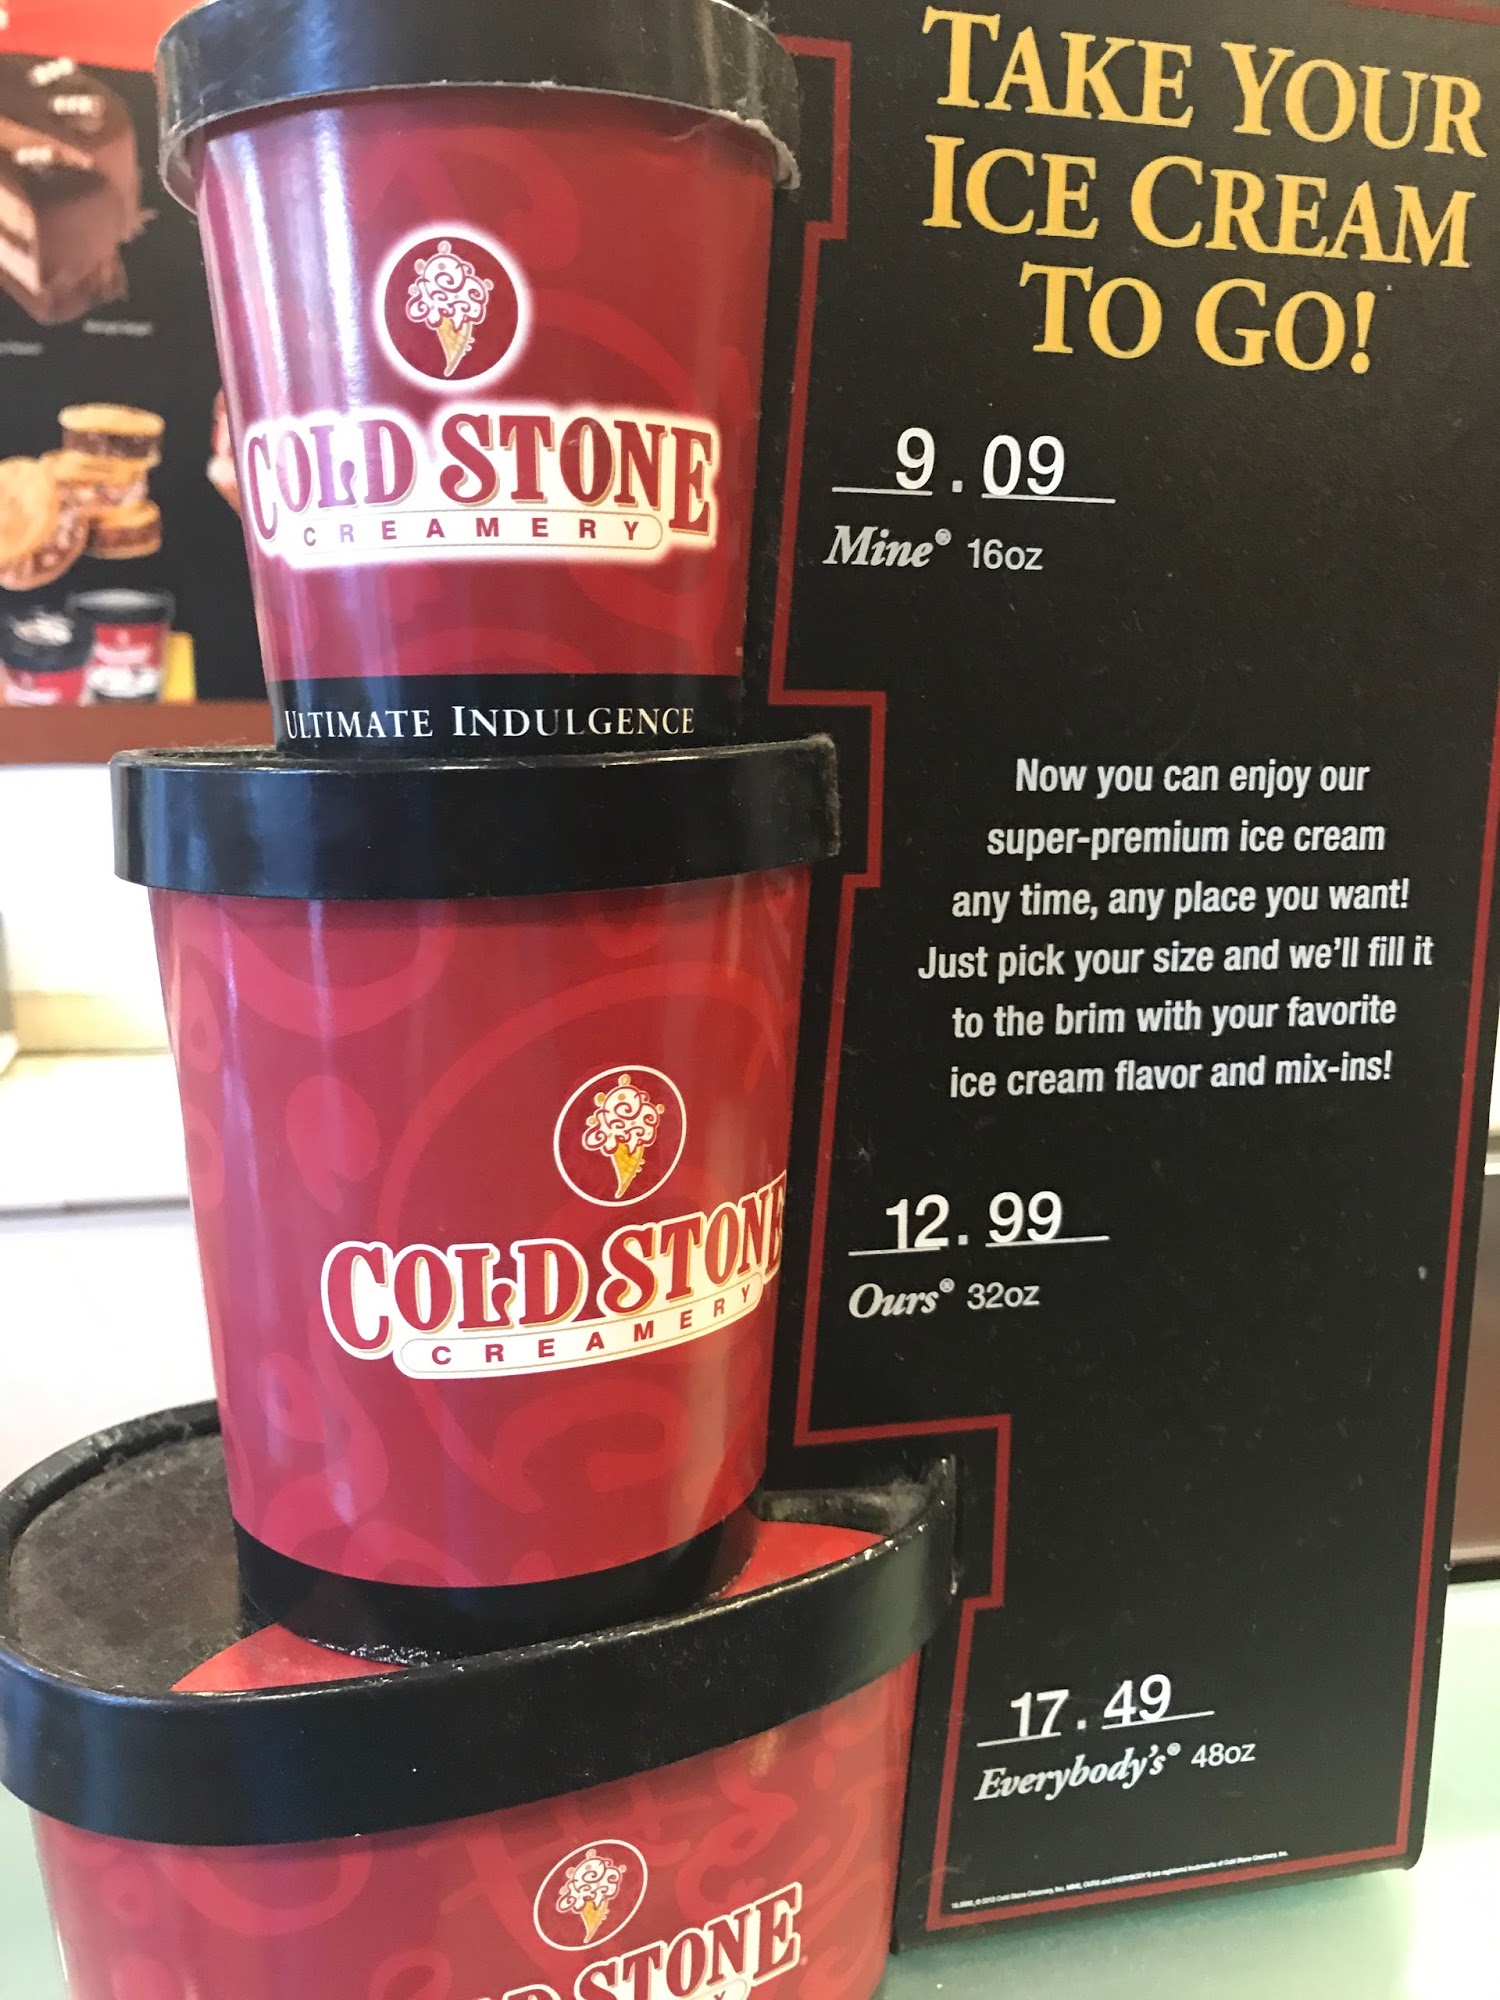 TAKE YOUR
ICE CREAM
TO GO!
COLD STONE
CREAMERY
ULTIMATE INDULGENCE
9.09
Mine® 16oz
Now you can enjoy our
super-premium ice cream
any time, any place you want!
Just pick your size and we'll fill it
to the brim with your favorite
ice cream flavor and mix-ins!
COLD STONE
CREAMERY
12.99
Ours® 32oz
17.49
Everybody's® 48oz
STONE